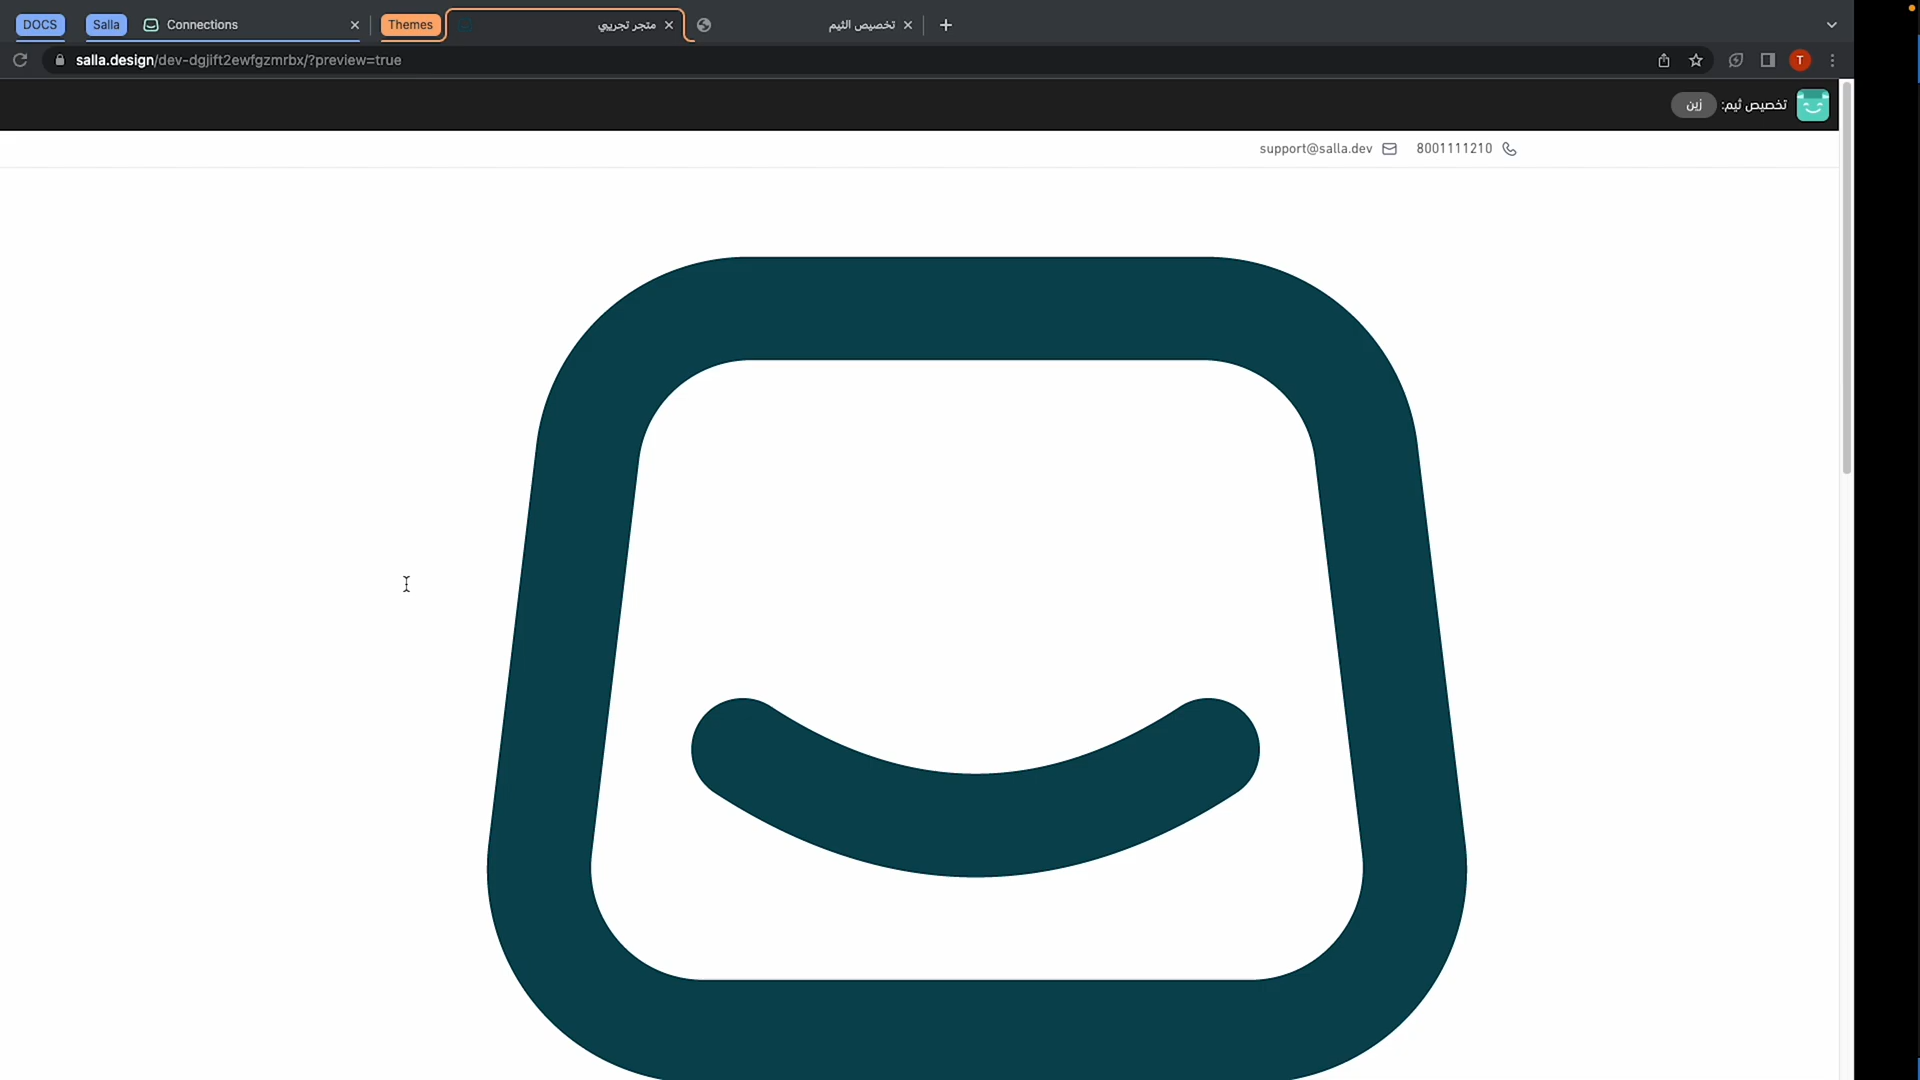 DOCS
Salla
Connections
Themes
متجر تجريبي
تخصيص الثيم
salla.design/dev-dgjift2ewfgzmrbx/?preview=true
T
تخصيص ثيم: زين
support@salla.dev
8001111210